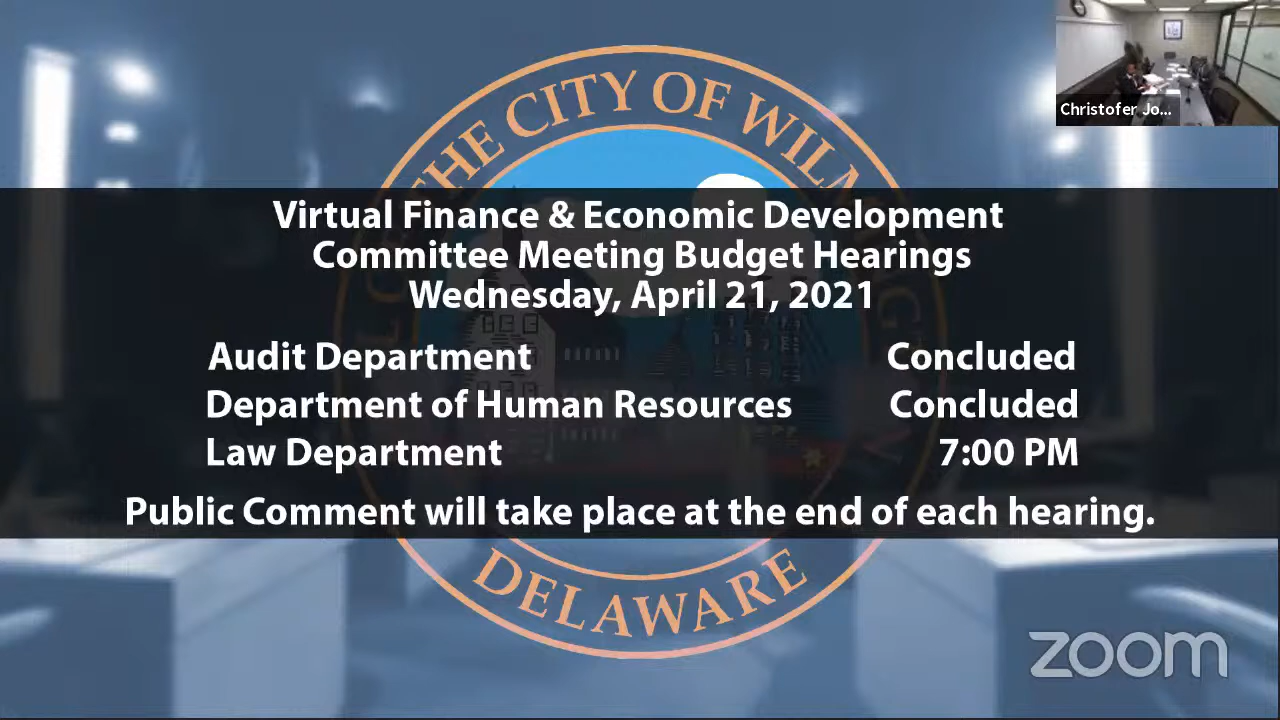 THE CITY OF WILM
Christofer Jo...
Virtual Finance & Economic Development
Committee Meeting Budget Hearings
Wednesday, April 21, 2021
Audit Department Concluded
Department of Human Resources Concluded
Law Department 7:00 PM
Public Comment will take place at the end of each hearing.
DELAWARE
zoom